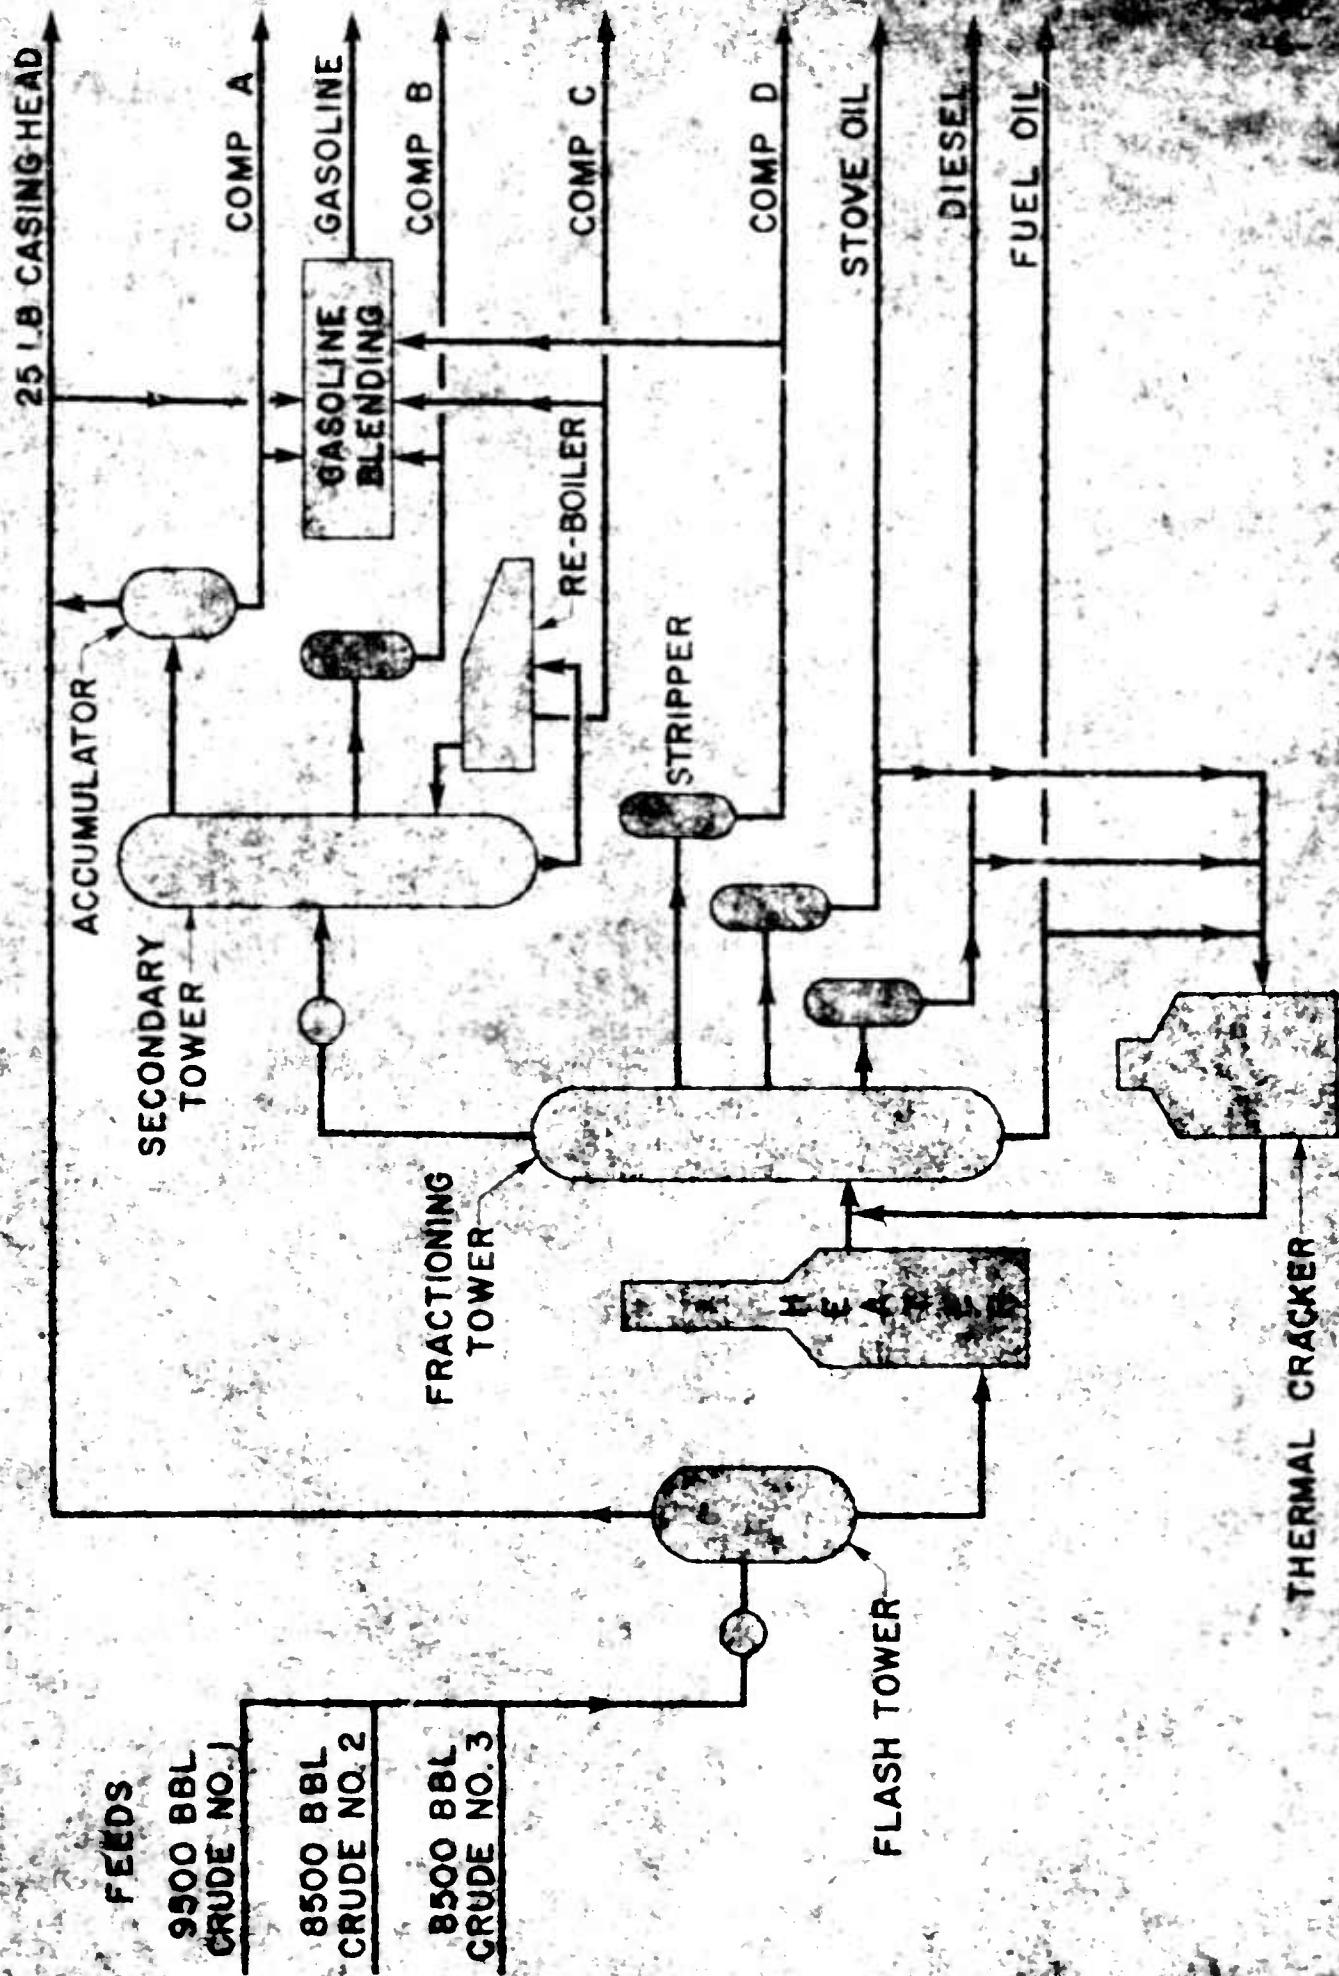 FEEDS
9500 BBL
CRUDE NO. 1
8500 BBL
CRUDE NO. 2
8500 BBL
CRUDE NO. 3
FLASH TOWER
HEATER
FRACTIONING
TOWER
THERMAL CRACKER
SECONDARY
TOWER
ACCUMULATOR
STRIPPER
RE-BOILER
GASOLINE
BLENDING
25 LB CASING HEAD
COMP A
GASOLINE
COMP B
COMP C
COMP D
STOVE OIL
DIESEL
FUEL OIL